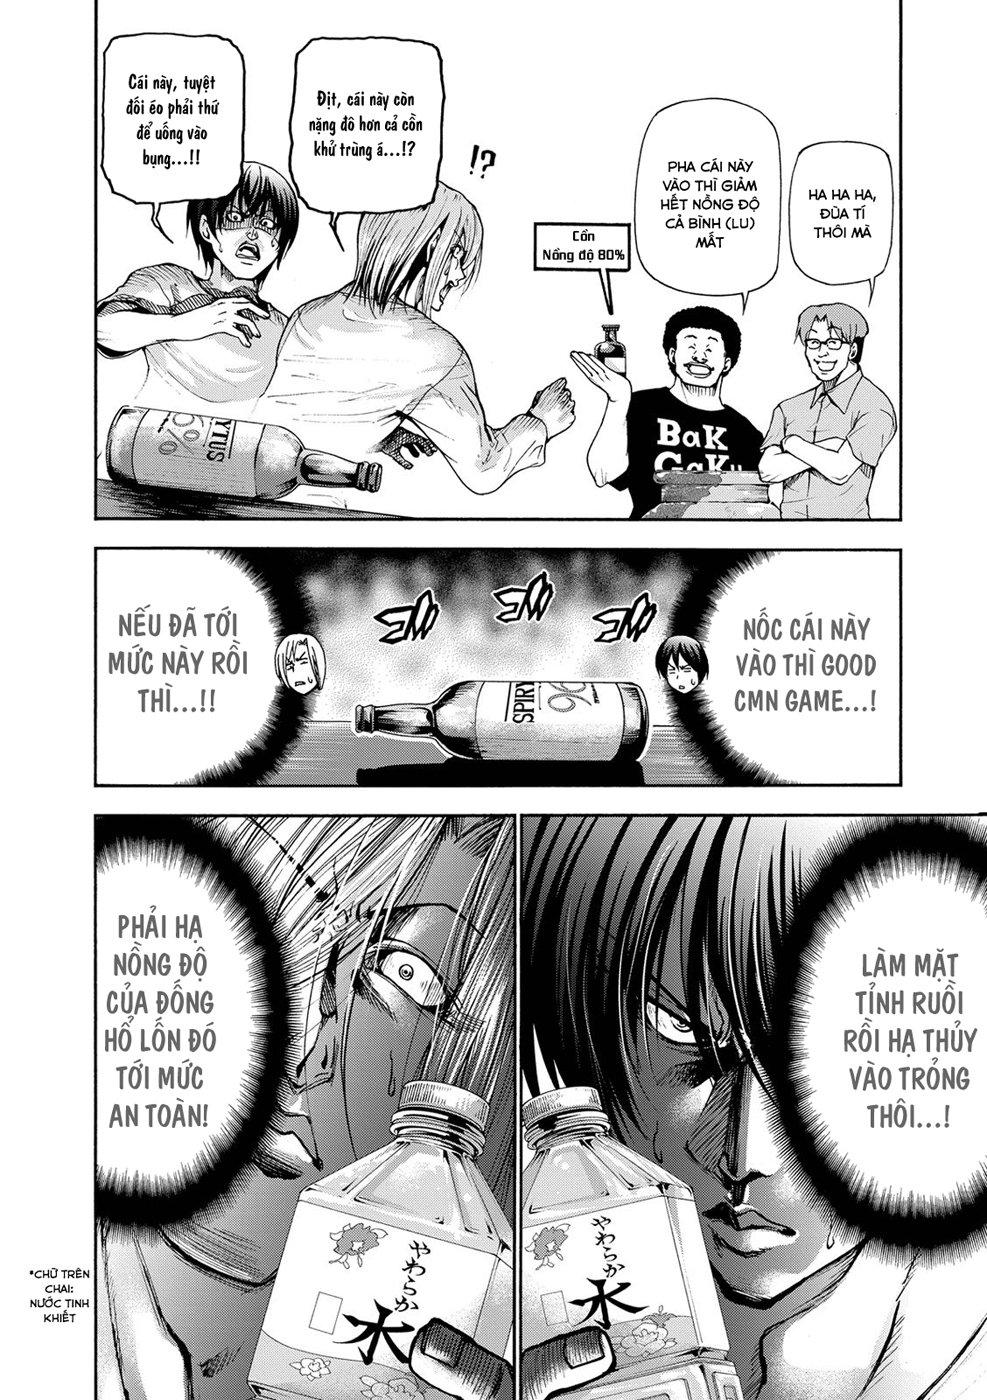 HA HA HA,
ĐÙA TÍ
THÔI MÀ
PHA CÁI NÀY
VÀO THÌ GIẢM
HẾT NỒNG ĐỘ
CẢ BÌNH (LU)
MẤT
Cồn
Nồng độ 80%
!?
Địt, cái này còn
nặng đô hơn cả cồn
khử trùng á...!?
Cái này, tuyệt
đối éo phải thứ
để uống vào
bụng...!!
BaK
GaKu
YTUS
96%
NỐC CÁI NÀY
VÀO THÌ GOOD
CMN GAME...!
NẾU ĐÃ TỚI
MỨC NÀY RỒI
THÌ...!!
SPIRY
96
LÀM MẶT
TỈNH RUỒI
RỒI HẠ THỦY
VÀO TRỎNG
THÔI...!
PHẢI HẠ
NỒNG ĐỘ
CỦA ĐỐNG
HỔ LỐN ĐÓ
TỚI MỨC
AN TOÀN!
やわらか
水
やわらか
水
*CHỮ TRÊN
CHAI:
NƯỚC TINH
KHIẾT